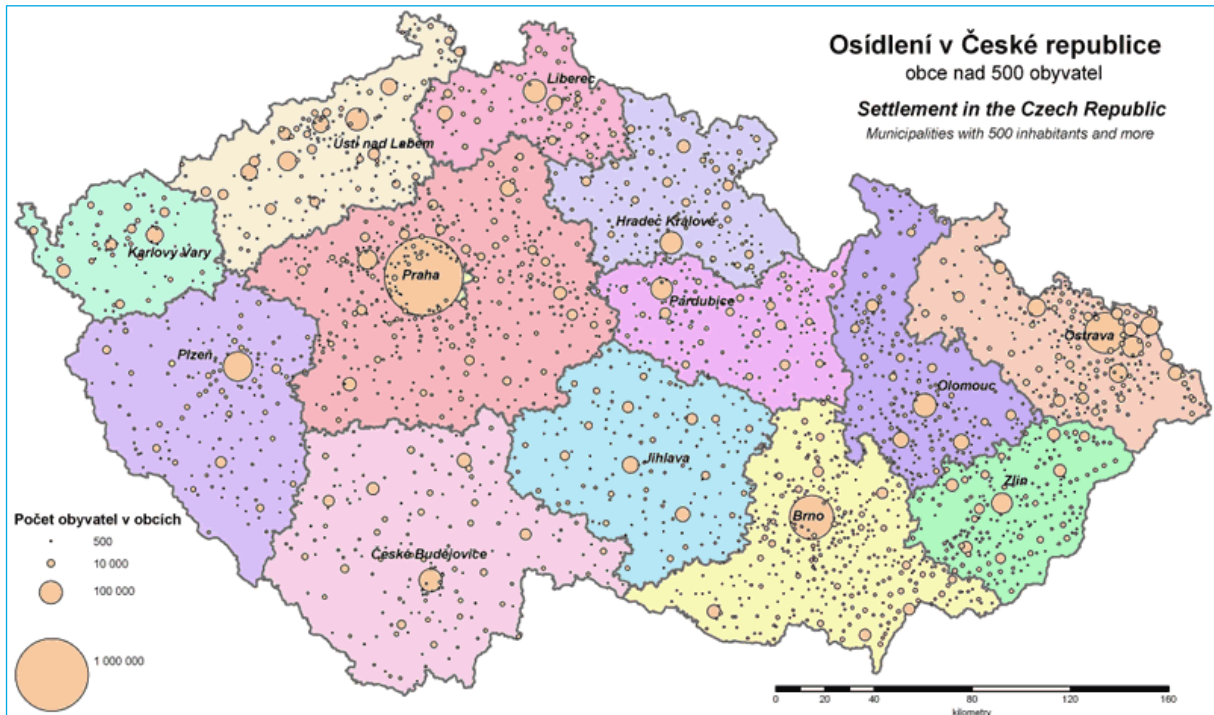 Osídlení v České republice
obce nad 500 obyvatel
Settlement in the Czech Republic
Municipalities with 500 inhabitants and more
Liberec
Ústí nad Labem
Hradec Králové
Karlovy Vary
Praha
Pardubice
Ostrava
Plzeň
Olomouc
Jihlava
Zlín
Brno
České Budějovice
Počet obyvatel v obcích
500
10 000
100 000
1 000 000
0 20 40 80 120 160
kilometry